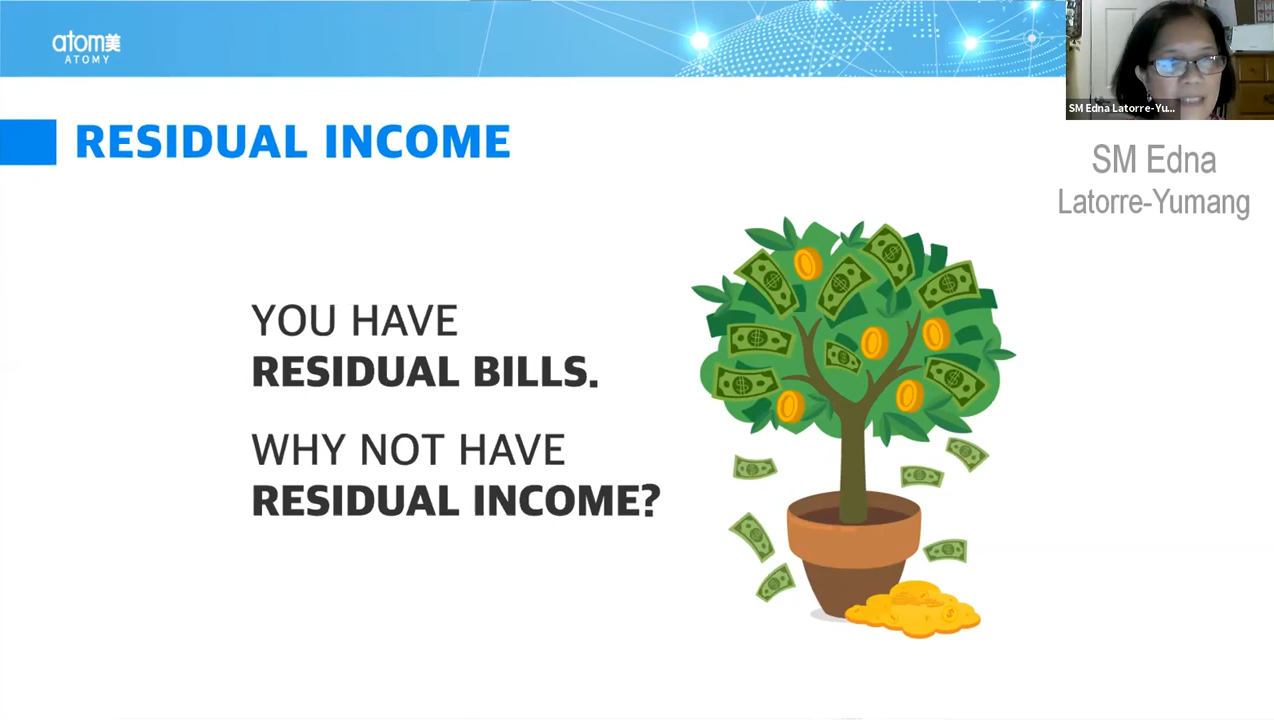 atom美
ATOMY
SM Edna Latorre-Yu...
RESIDUAL INCOME
SM Edna
Latorre-Yumang
YOU HAVE
RESIDUAL BILLS.
WHY NOT HAVE
RESIDUAL INCOME?